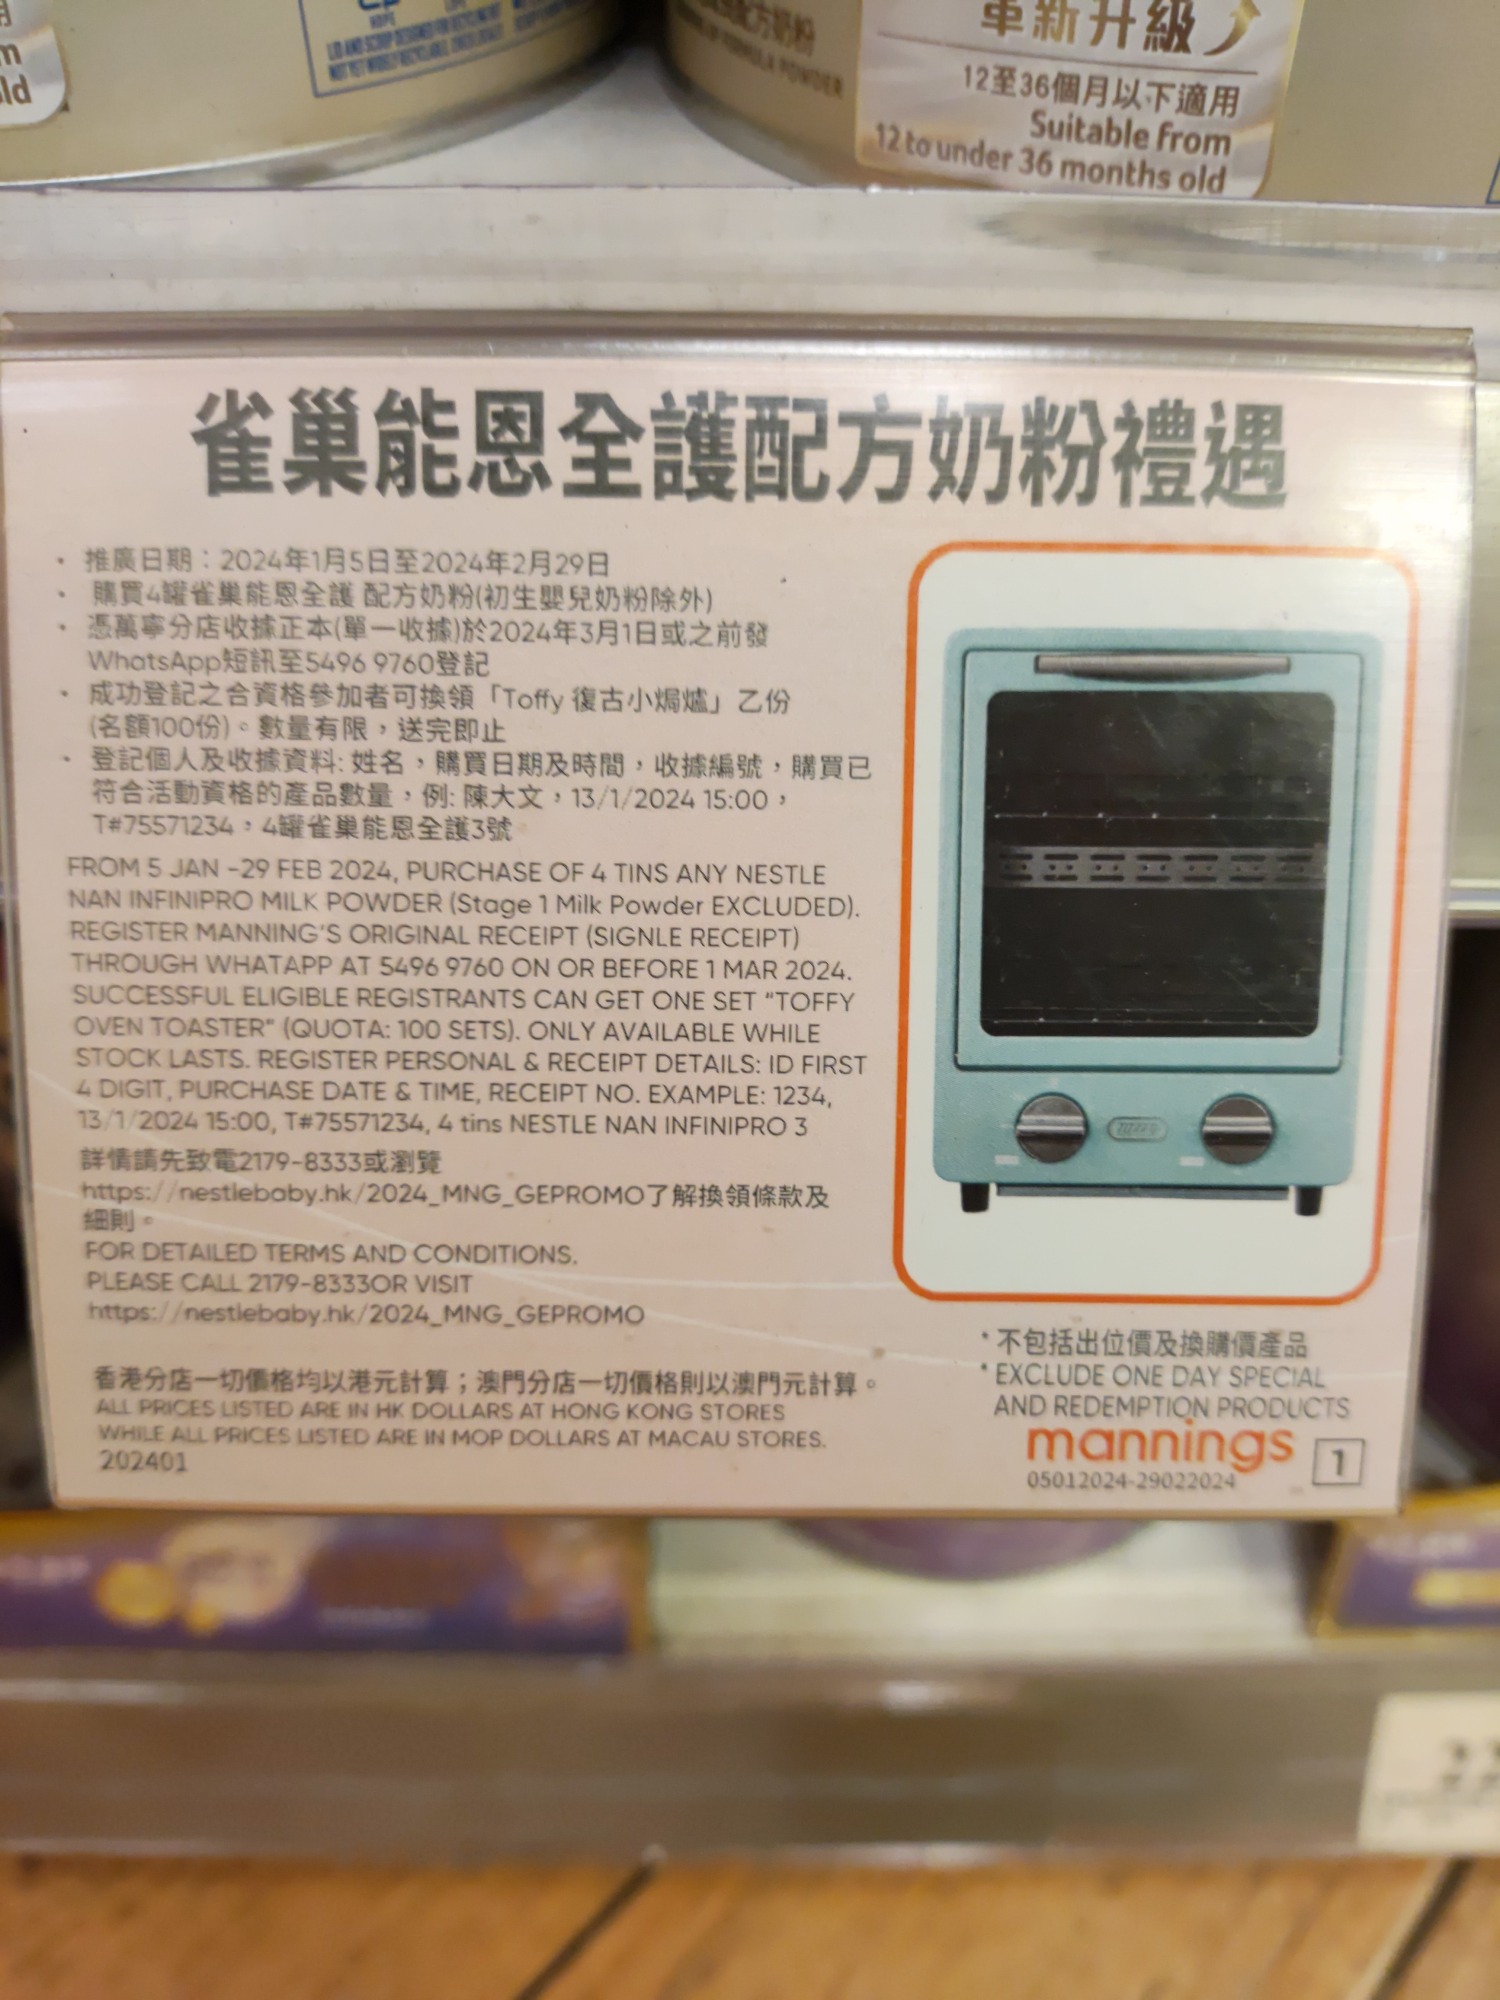 LID AND SCOOP DESIGNED FOR RECYCLING BUT
NOT YET WIDELY RECYCLABLE. CHECK LOCALLY.
配方奶粉
FORMULA POWDER
革新升級
12至36個月以下適用
Suitable from
12 to under 36 months old
雀巢能恩全護配方奶粉禮遇
· 推廣日期：2024年1月5日至2024年2月29日
· 購買4罐雀巢能恩全護 配方奶粉(初生嬰兒奶粉除外)
· 憑萬寧分店收據正本(單一收據)於2024年3月1日或之前發
WhatsApp短訊至5496 9760登記
· 成功登記之合資格參加者可換領「Toffy 復古小焗爐」乙份
(名額100份)。數量有限，送完即止
· 登記個人及收據資料: 姓名，購買日期及時間，收據編號，購買已
符合活動資格的產品數量，例: 陳大文，13/1/2024 15:00，
T#75571234，4罐雀巢能恩全護3號
FROM 5 JAN -29 FEB 2024, PURCHASE OF 4 TINS ANY NESTLE
NAN INFINIPRO MILK POWDER (Stage 1 Milk Powder EXCLUDED).
REGISTER MANNING'S ORIGINAL RECEIPT (SIGNLE RECEIPT)
THROUGH WHATAPP AT 5496 9760 ON OR BEFORE 1 MAR 2024.
SUCCESSFUL ELIGIBLE REGISTRANTS CAN GET ONE SET "TOFFY
OVEN TOASTER" (QUOTA: 100 SETS). ONLY AVAILABLE WHILE
STOCK LASTS. REGISTER PERSONAL & RECEIPT DETAILS: ID FIRST
4 DIGIT, PURCHASE DATE & TIME, RECEIPT NO. EXAMPLE: 1234,
13/1/2024 15:00, T#75571234, 4 tins NESTLE NAN INFINIPRO 3
詳情請先致電2179-8333或瀏覽
https://nestlebaby.hk/2024_MNG_GEPROMO了解換領條款及
細則。
FOR DETAILED TERMS AND CONDITIONS.
PLEASE CALL 2179-8333OR VISIT
https://nestlebaby.hk/2024_MNG_GEPROMO
香港分店一切價格均以港元計算；澳門分店一切價格則以澳門元計算。
ALL PRICES LISTED ARE IN HK DOLLARS AT HONG KONG STORES
WHILE ALL PRICES LISTED ARE IN MOP DOLLARS AT MACAU STORES.
202401
* 不包括出位價及換購價產品
* EXCLUDE ONE DAY SPECIAL
AND REDEMPTION PRODUCTS
mannings
05012024-29022024
1